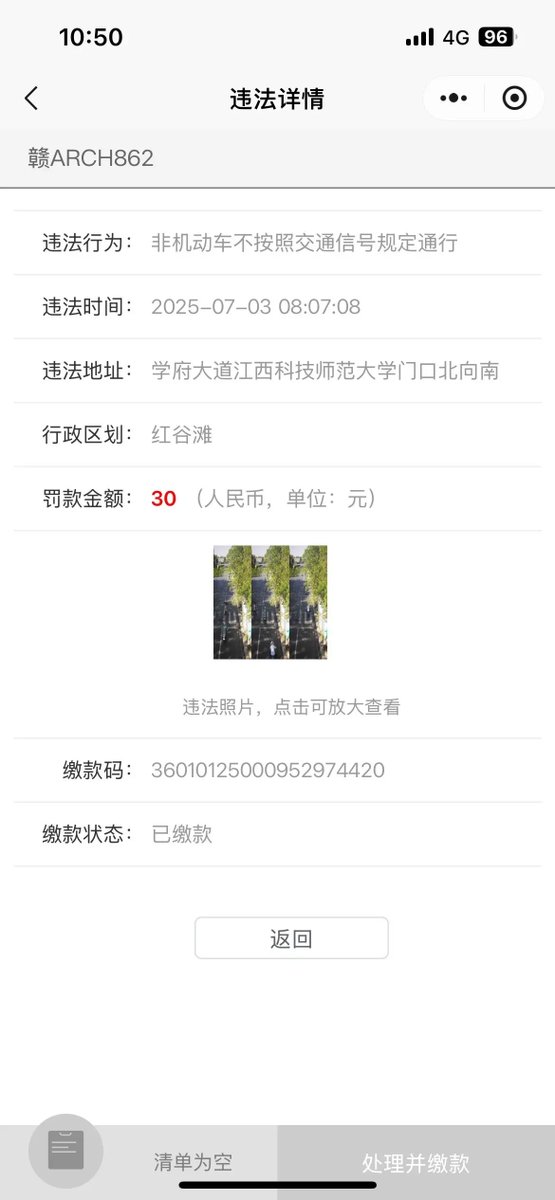 10:50
4G 96
违法详情
赣ARCH862
违法行为： 非机动车不按照交通信号规定通行
违法时间： 2025-07-03 08:07:08
违法地址： 学府大道江西科技师范大学门口北向南
行政区划： 红谷滩
罚款金额： 30 （人民币，单位：元）
违法照片，点击可放大查看
缴款码： 36010125000952974420
缴款状态： 已缴款
返回
清单为空
处理并缴款